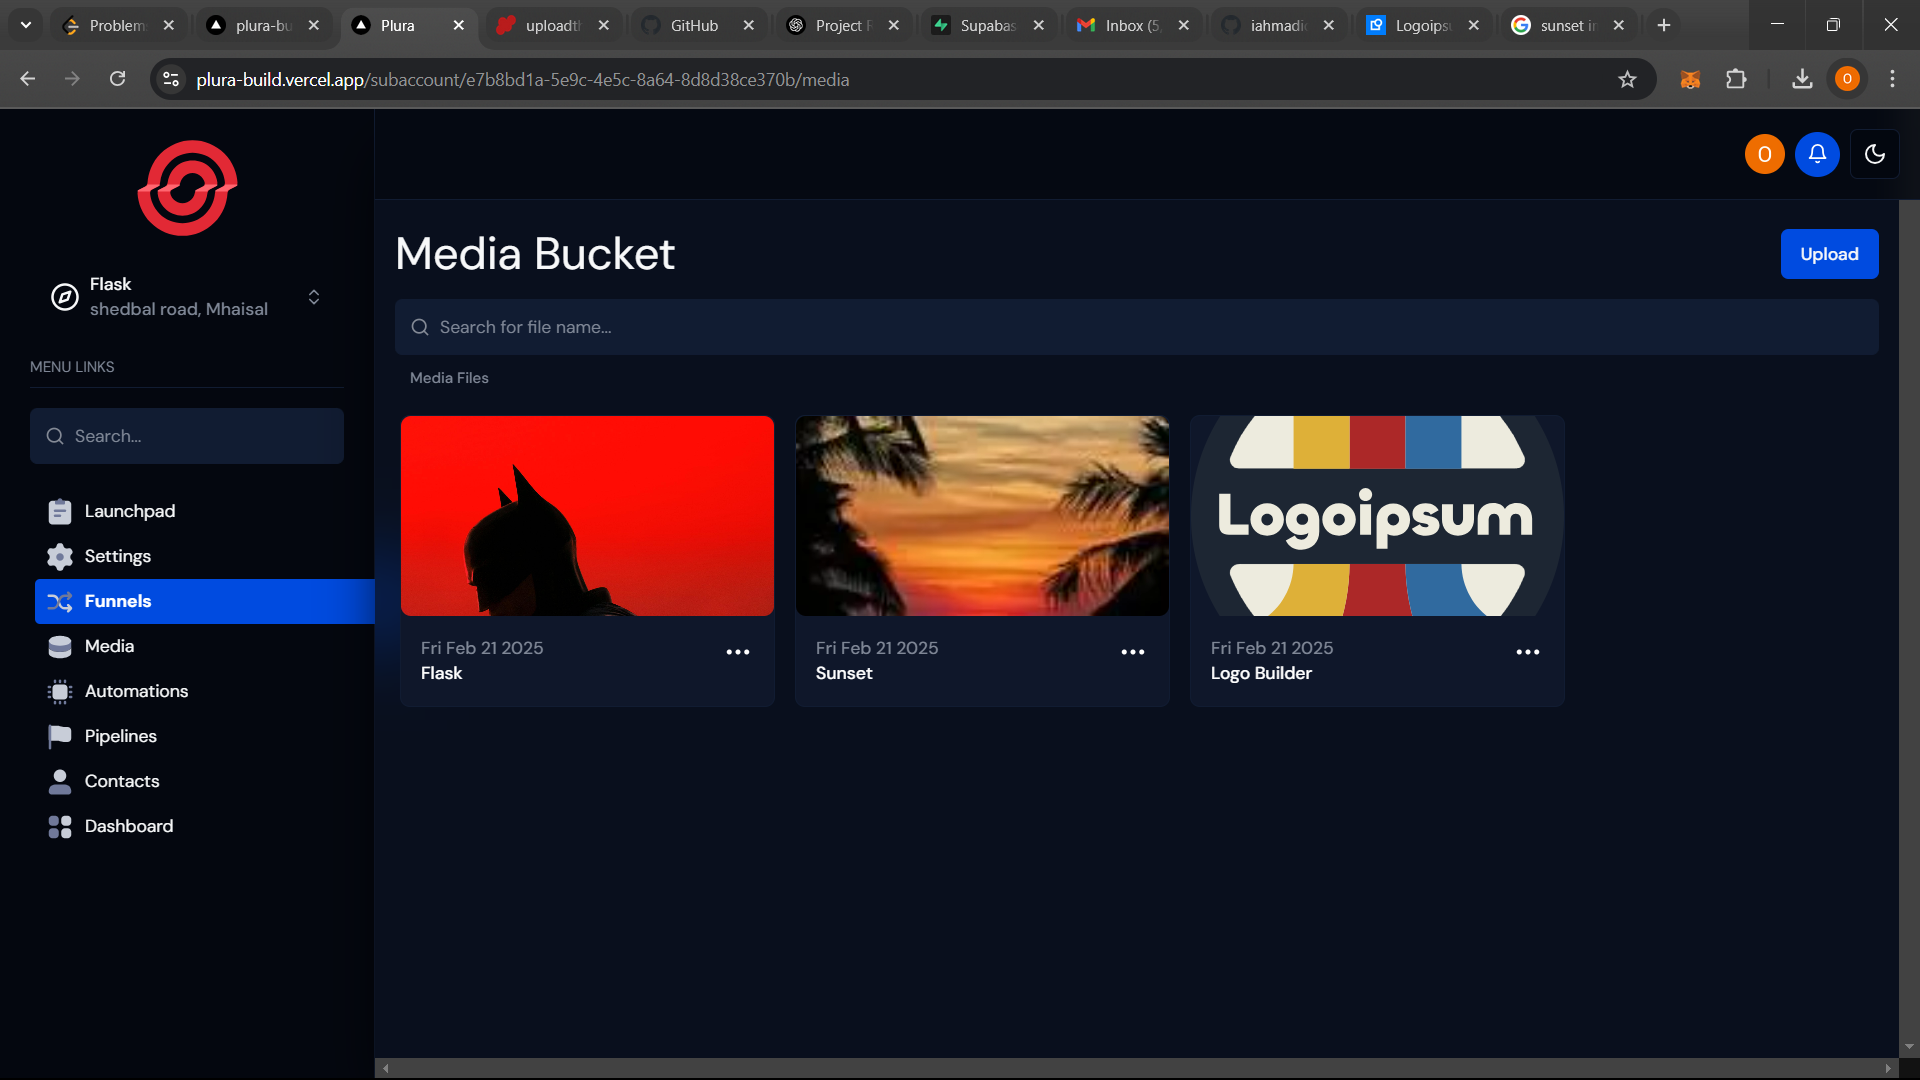 Problem
plura-bu
Plura
uploadt
GitHub
Project
Supabas
Inbox (5,
iahmadi
Logoips
sunset i
plura-build.vercel.app/subaccount/e7b8bd1a-5e9c-4e5c-8a64-8d8d38ce370b/media
O
O
Flask
shedbal road, Mhaisal
MENU LINKS
Search...
Launchpad
Settings
Funnels
Media
Automations
Pipelines
Contacts
Dashboard
Media Bucket
Upload
Search for file name...
Media Files
Logoipsum
Fri Feb 21 2025
Flask
Fri Feb 21 2025
Sunset
Fri Feb 21 2025
Logo Builder